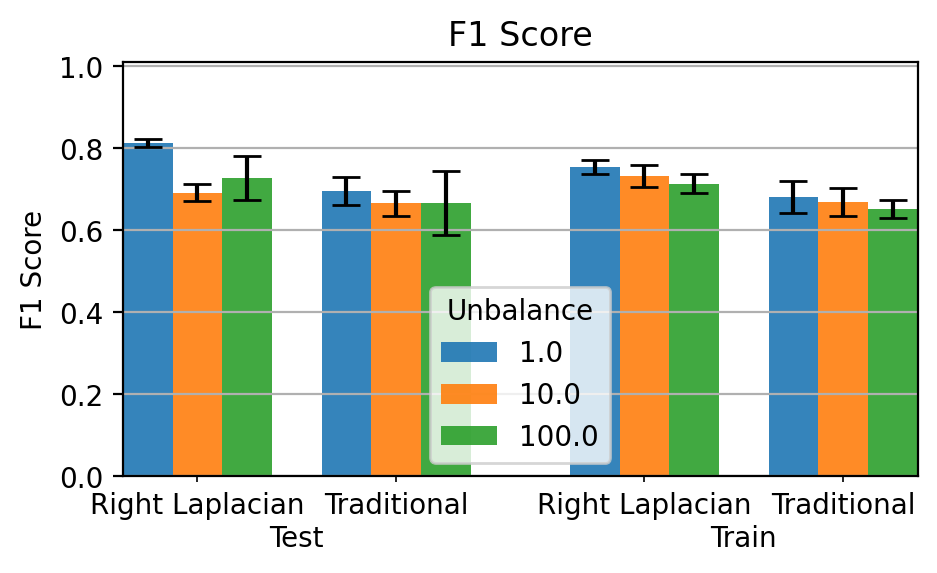 F1 Score
F1 Score
1.0
0.8
0.6
0.4
0.2
0.0
Unbalance
1.0
10.0
100.0
Right Laplacian Traditional Right Laplacian Traditional
Test Train